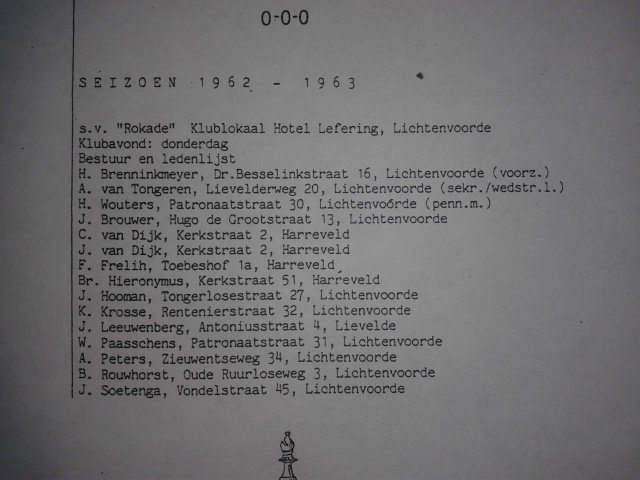 O-O-O
SEIZOEN 1962 - 1963
s.v. "Rokade" Klublokaal Hotel Lefering, Lichtenvoorde
Klubavond: donderdag
Bestuur en ledenlijst
H. Brenninkmeyer, Dr.Besselinkstraat 16, Lichtenvoorde (voorz.)
A. van Tongeren, Lievelderweg 20, Lichtenvoorde (sekr./wedstr.l.)
H. Wouters, Patronaatstraat 30, Lichtenvoórde (penn.m.)
J. Brouwer, Hugo de Grootstraat 13, Lichtenvoorde
C. van Dijk, Kerkstraat 2, Harreveld
J. van Dijk, Kerkstraat 2, Harreveld
F. Frelih, Toebeshof 1a, Harreveld
Br. Hieronymus, Kerkstraat 51, Harreveld
J. Hooman, Tongerlosestraat 27, Lichtenvoorde
K. Krosse, Rentenierstraat 32, Lichtenvoorde
J. Leeuwenberg, Antoniusstraat 4, Lievelde
W. Paasschens, Patronaatstraat 31, Lichtenvoorde
A. Peters, Zieuwentseweg 34, Lichtenvoorde
B. Rouwhorst, Oude Ruurloseweg 3, Lichtenvoorde
J. Soetenga, Vondelstraat 45, Lichtenvoorde